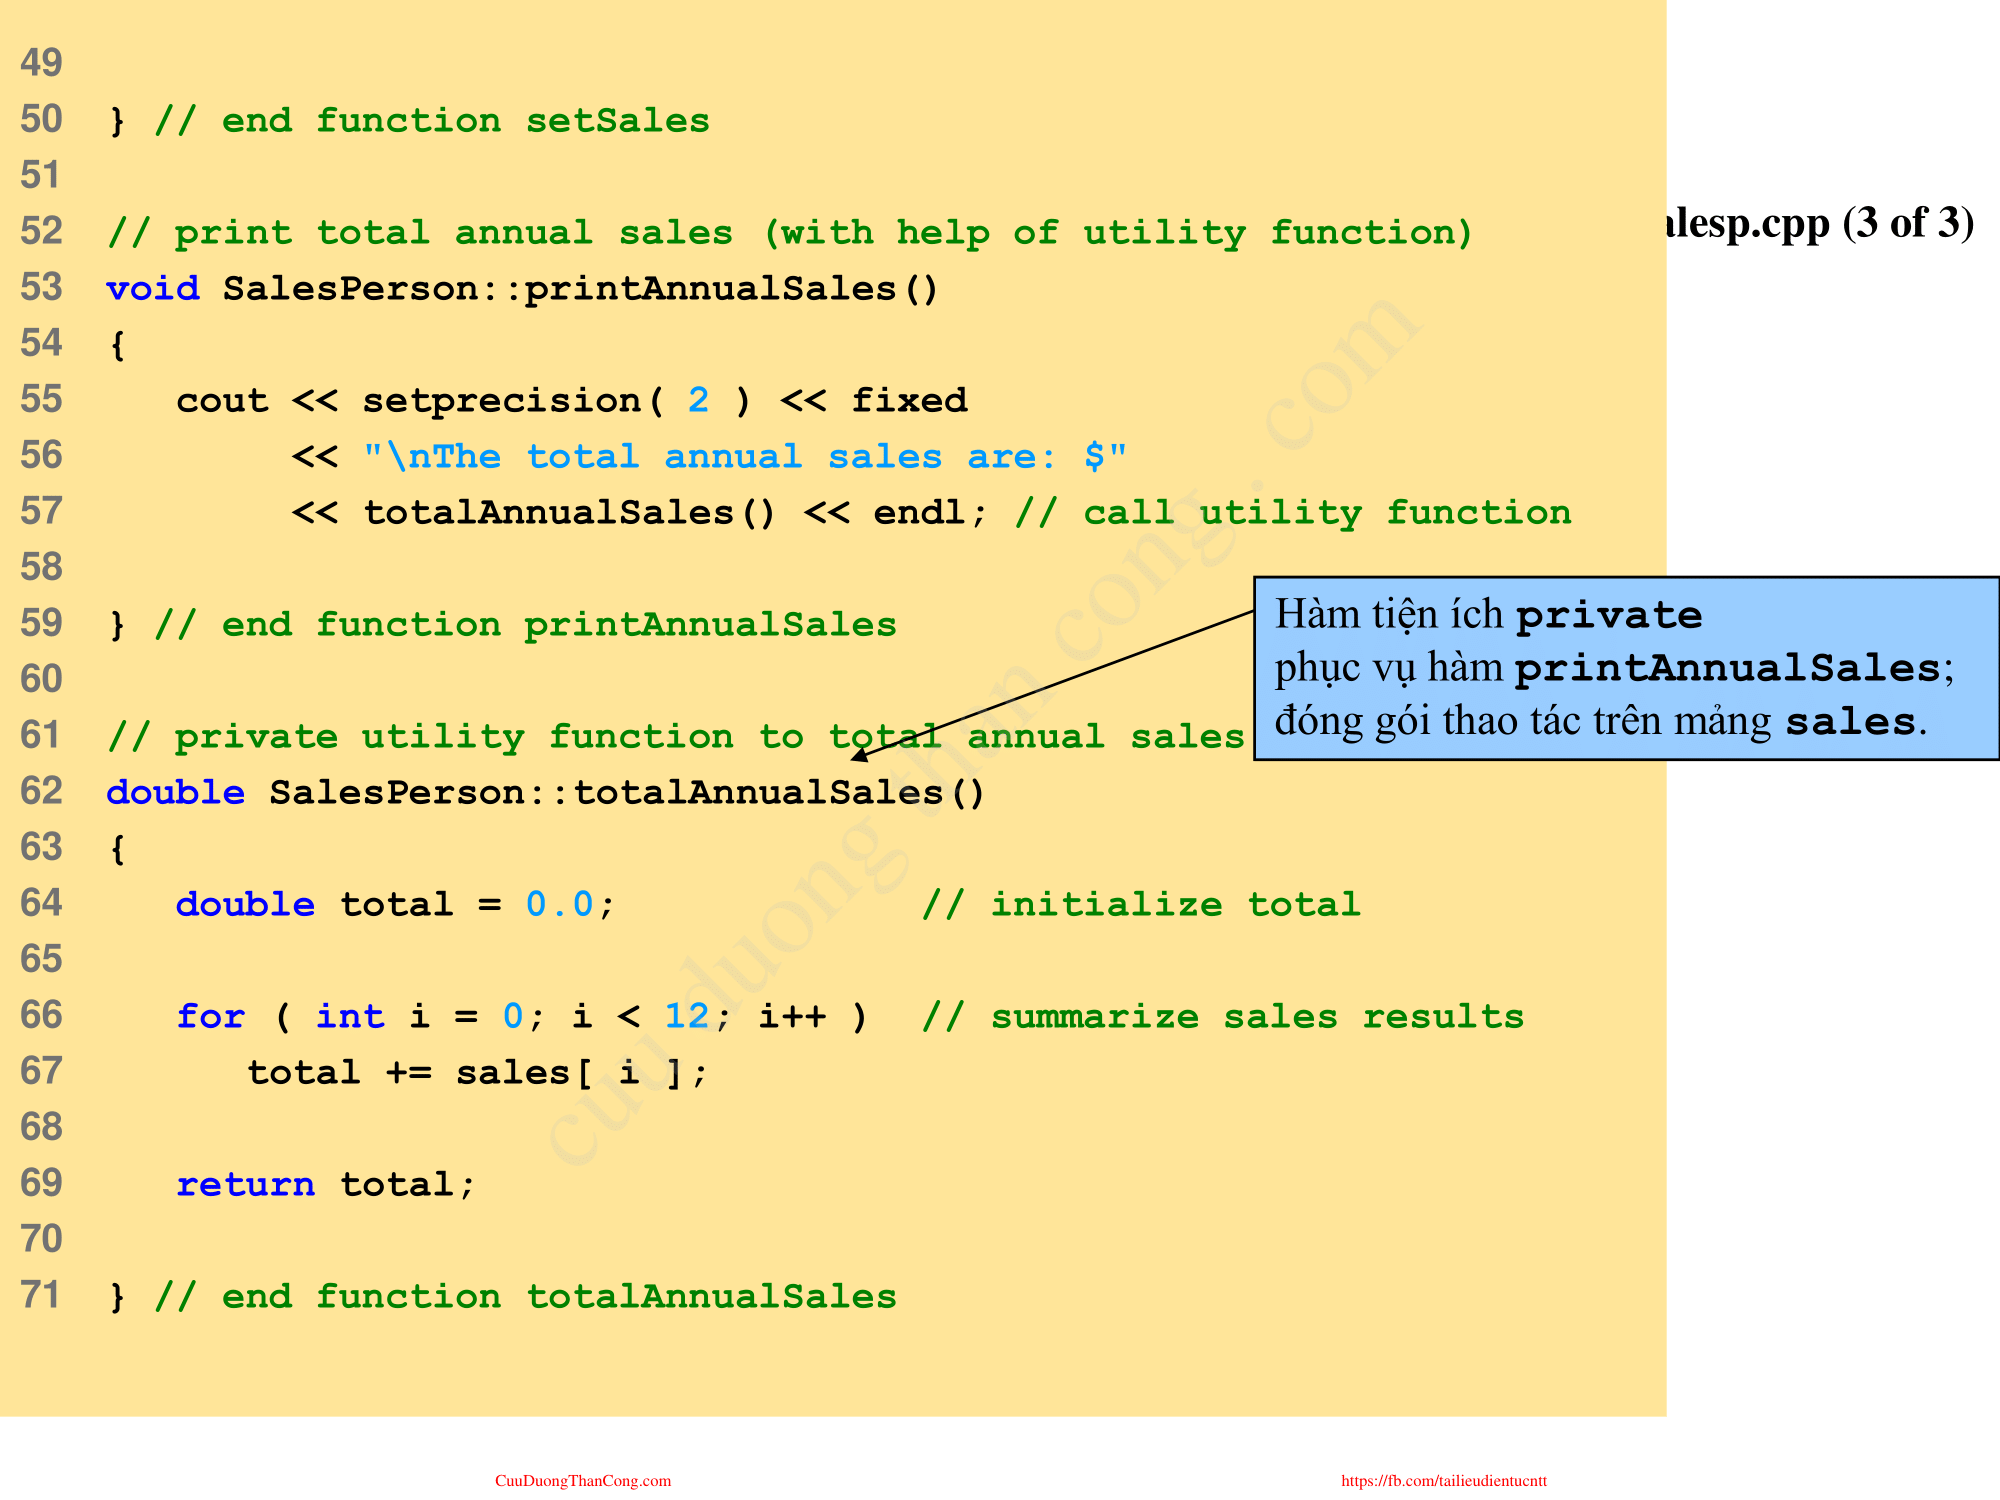 49
50 } // end function setSales
51
52 // print total annual sales (with help of utility function)
alesp.cpp (3 of 3)
53 void SalesPerson::printAnnualSales()
54 {
55 cout << setprecision( 2 ) << fixed
56 << "\nThe total annual sales are: $"
57 << totalAnnualSales() << endl; // call utility function
58
59 } // end function printAnnualSales
60
61 // private utility function to total annual sales
62 double SalesPerson::totalAnnualSales()
63 {
64 double total = 0.0; // initialize total
65
66 for ( int i = 0; i < 12; i++ ) // summarize sales results
67 total += sales[ i ];
68
69 return total;
70
71 } // end function totalAnnualSales
Hàm tiện ích private
phục vụ hàm printAnnualSales;
đóng gói thao tác trên mảng sales.
cuu duong than cong . com
CuuDuongThanCong.com
https://fb.com/tailieudientucntt